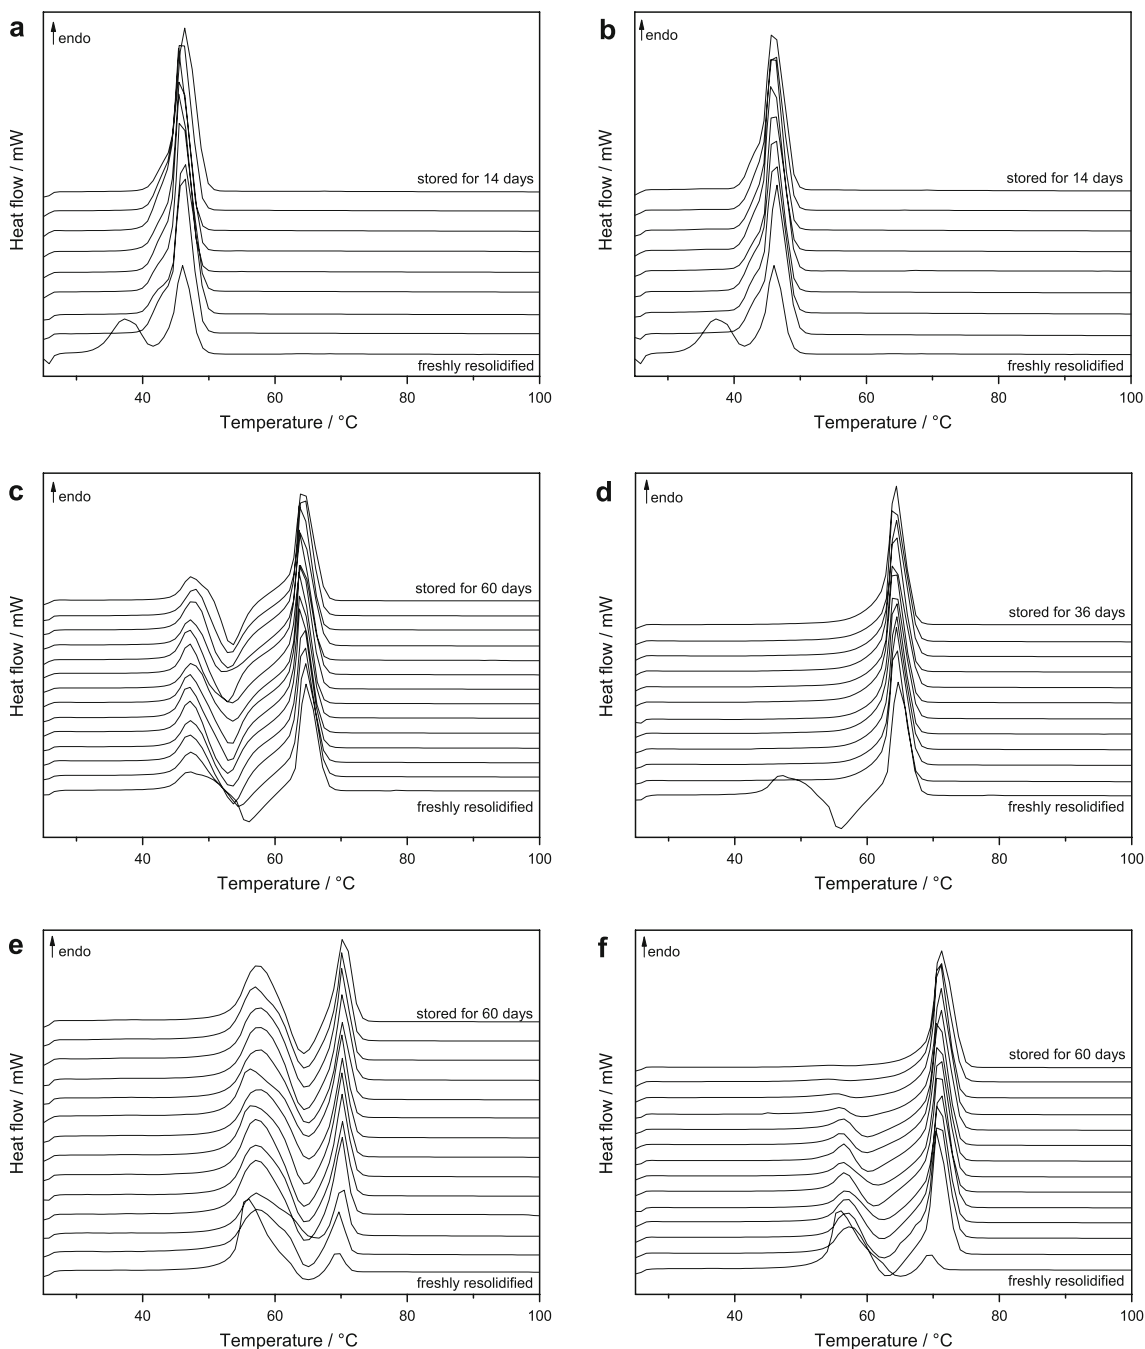 a
endo
Heat flow / mW
stored for 14 days
freshly resolidified
40 60 80 100
Temperature / °C
b
endo
Heat flow / mW
stored for 14 days
freshly resolidified
40 60 80 100
Temperature / °C
c
endo
Heat flow / mW
stored for 60 days
freshly resolidified
40 60 80 100
Temperature / °C
d
endo
Heat flow / mW
stored for 36 days
freshly resolidified
40 60 80 100
Temperature / °C
e
endo
Heat flow / mW
stored for 60 days
freshly resolidified
40 60 80 100
Temperature / °C
f
endo
Heat flow / mW
stored for 60 days
freshly resolidified
40 60 80 100
Temperature / °C